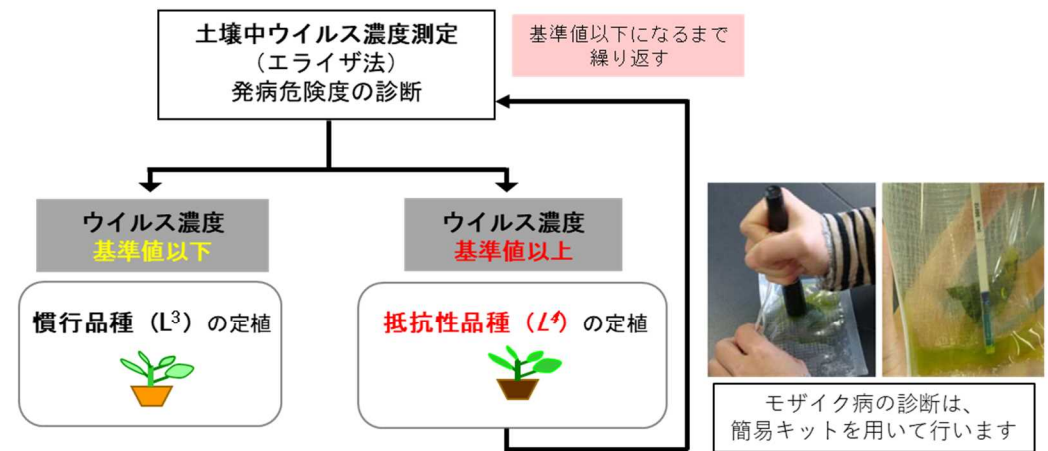 土壌中ウイルス濃度測定
（エライザ法）
発病危険度の診断
基準値以下になるまで
繰り返す
ウイルス濃度
基準値以下
ウイルス濃度
基準値以上
慣行品種（L³）の定植
抵抗性品種（L⁴）の定植
モザイク病の診断は、
簡易キットを用いて行います